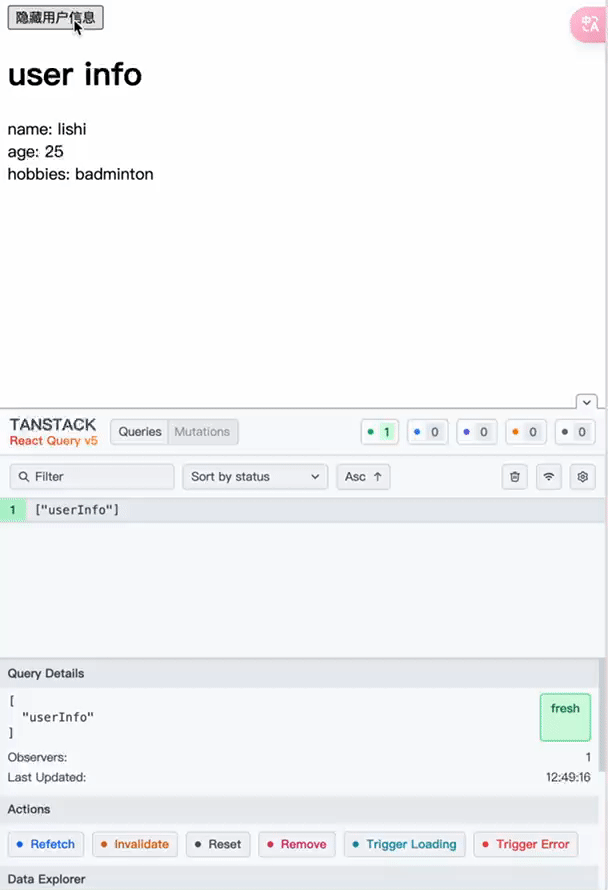 隐藏用户信息
user info
name: lishi
age: 25
hobbies: badminton
TANSTACK
React Query v5
Queries Mutations
1 0 0 0 0
Filter Sort by status Asc ↑
1 ["userInfo"]
Query Details
[
"userInfo"
]
fresh
Observers: 1
Last Updated: 12:49:16
Actions
Refetch Invalidate Reset Remove Trigger Loading Trigger Error
Data Explorer